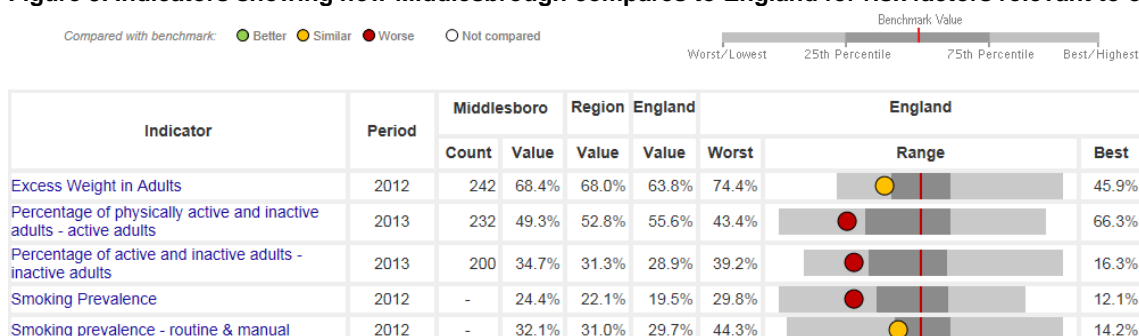 Compared with benchmark: Better Similar Worse Not compared
Benchmark Value
Worst/Lowest 25th Percentile 75th Percentile Best/Highest
Indicator Period Middlesboro Region England England
Count Value Value Value Worst Range Best
Excess Weight in Adults 2012 242 68.4% 68.0% 63.8% 74.4% 45.9%
Percentage of physically active and inactive
adults - active adults 2013 232 49.3% 52.8% 55.6% 43.4% 66.3%
Percentage of active and inactive adults -
inactive adults 2013 200 34.7% 31.3% 28.9% 39.2% 16.3%
Smoking Prevalence 2012 - 24.4% 22.1% 19.5% 29.8% 12.1%
Smoking prevalence - routine & manual 2012 - 32.1% 31.0% 29.7% 44.3% 14.2%